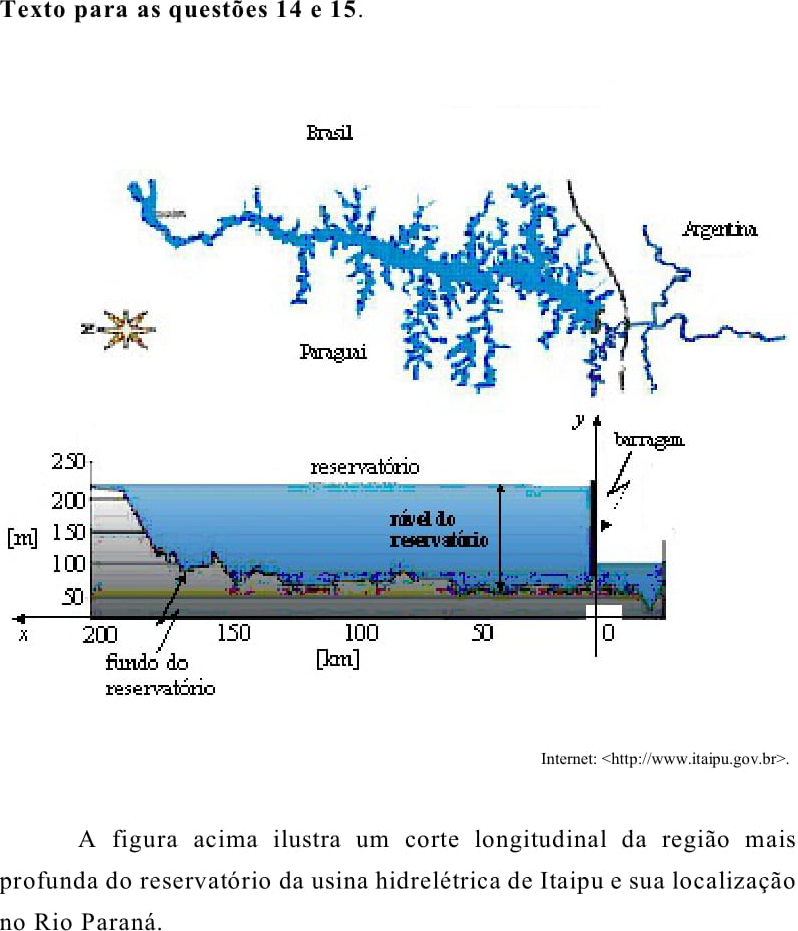 Texto para as questões 14 e 15.
Brasil
Argentina
N
Paraguai
y
barragem
250
reservatório
200
nível do
reservatório
150
[m]
100
50
x
200
150
100
50
0
[km]
fundo do
reservatório
Internet: <http://www.itaipu.gov.br>.
A figura acima ilustra um corte longitudinal da região mais
profunda do reservatório da usina hidrelétrica de Itaipu e sua localização
no Rio Paraná.